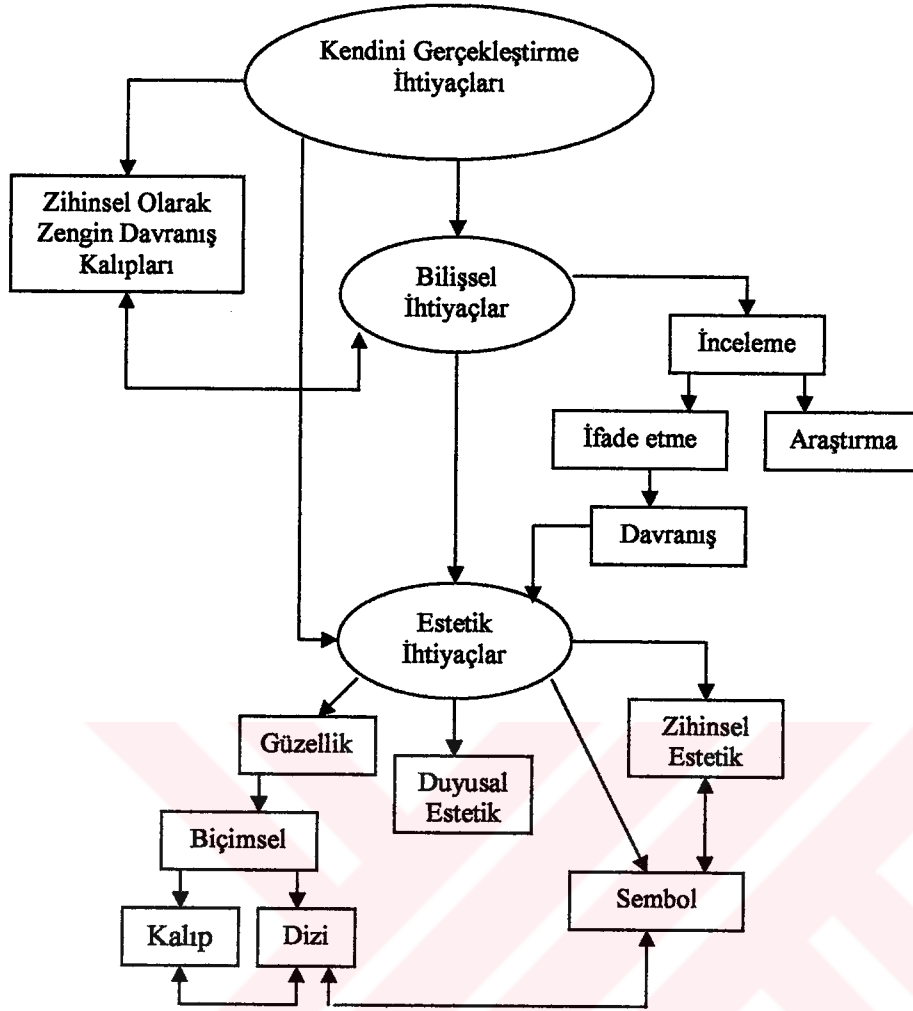 Kendini Gerçekleştirme
İhtiyaçları
Zihinsel Olarak
Zengin Davranış
Kalıpları
Bilişsel
İhtiyaçlar
İnceleme
İfade etme
Araştırma
Davranış
Estetik
İhtiyaçlar
Güzellik
Duyusal
Estetik
Zihinsel
Estetik
Biçimsel
Sembol
Kalıp
Dizi